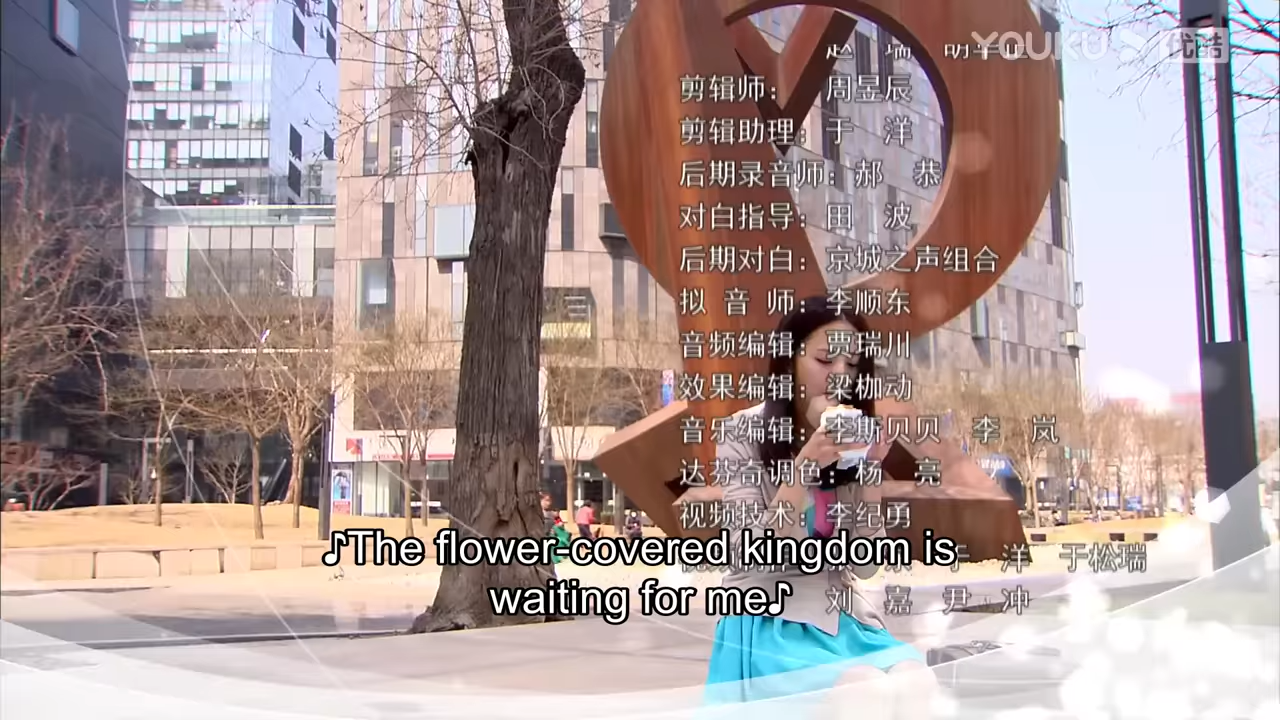 YOUKU 优酷
赵 瑞
剪辑师：周昱辰
剪辑助理：于 洋
后期录音师：郝 恭
对白指导：田 波
后期对白：京城之声组合
拟 音 师：李顺东
音频编辑：贾瑞川
效果编辑：梁枷动
音乐编辑：李斯贝贝 李 岚
达芬奇调色：杨 亮
视频技术：李纪勇
于 洋 于松瑞
♪The flower-covered kingdom is
waiting for me♪
刘 嘉 尹 冲